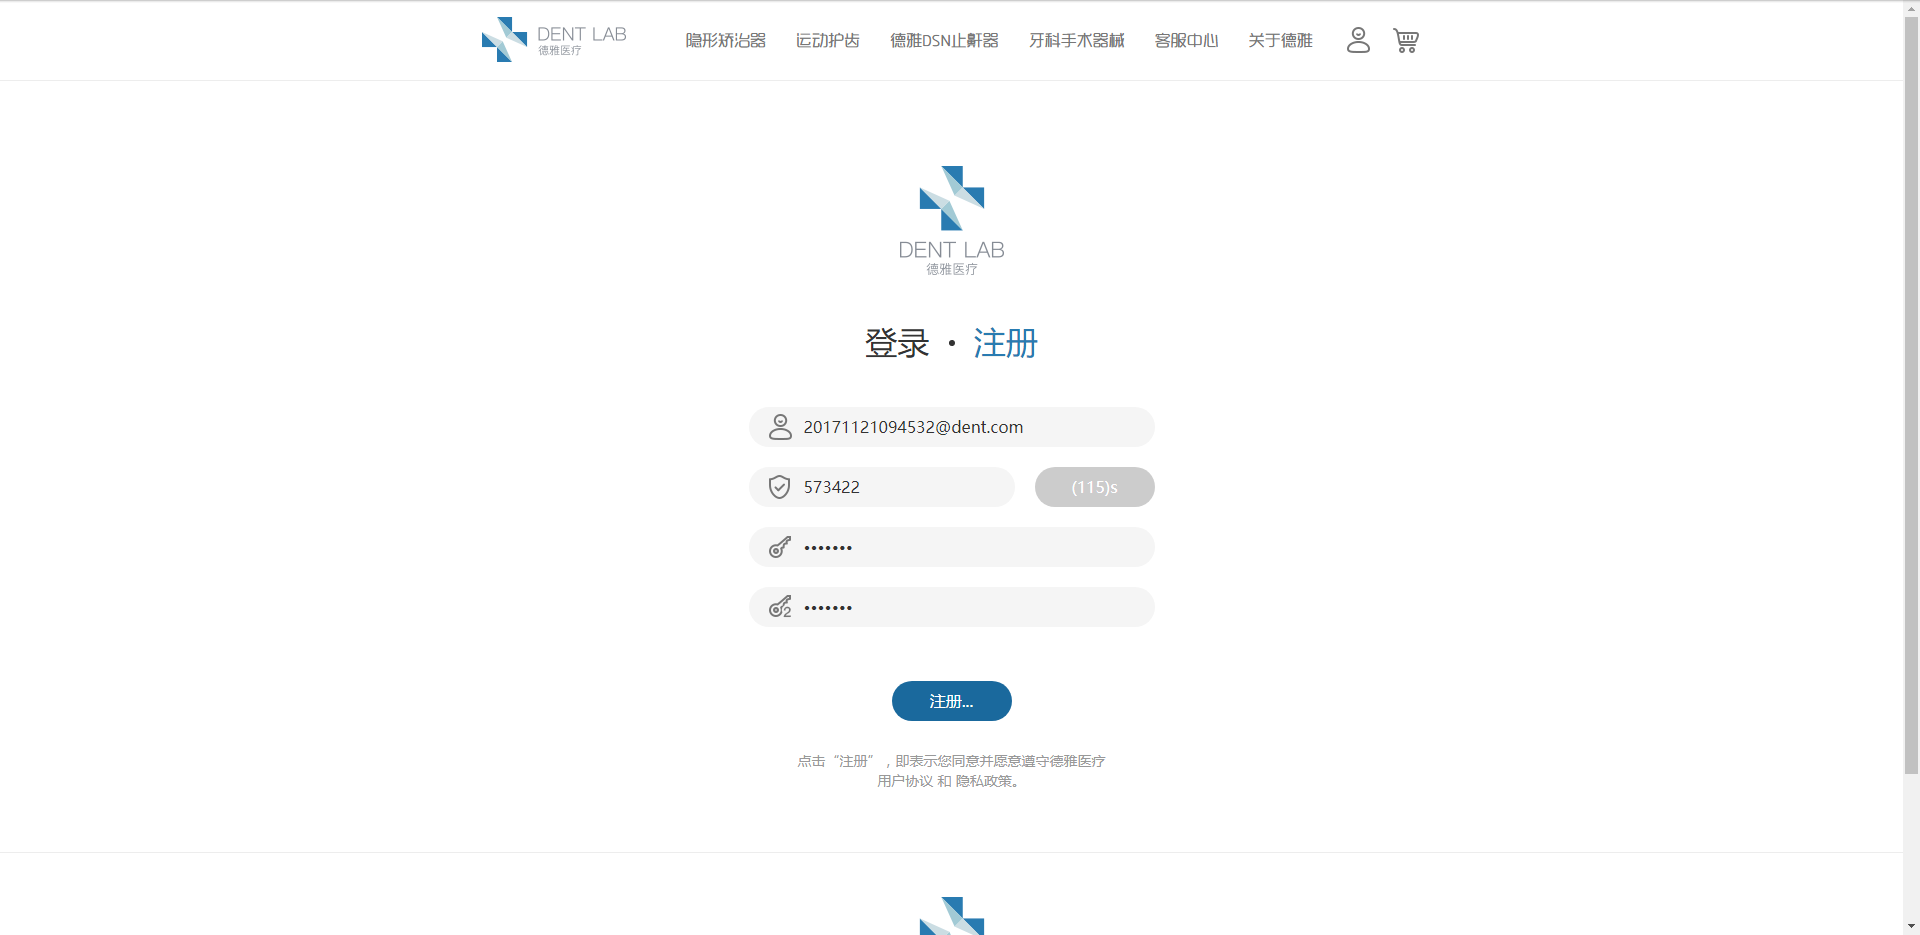 DENT LAB
德雅医疗
隐形矫治器 运动护齿 德雅DSN止鼾器 牙科手术器械 客服中心 关于德雅
DENT LAB
德雅医疗
登录 · 注册
20171121094532@dent.com
573422 (115)s
•••••••
2 •••••••
注册...
点击“注册”，即表示您同意并愿意遵守德雅医疗
用户协议 和 隐私政策。